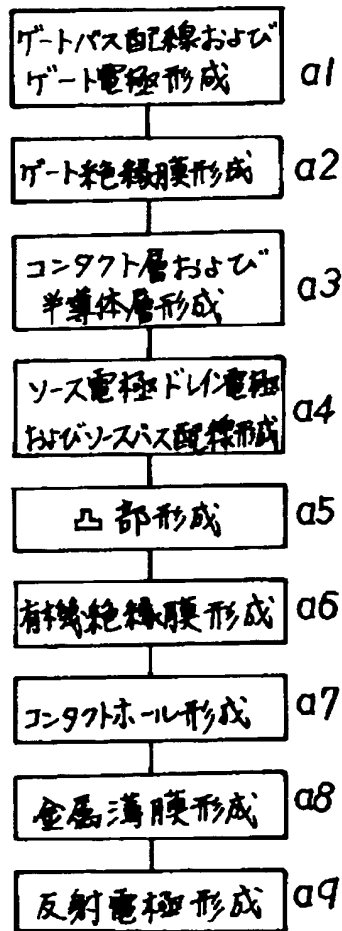 ゲートバス配線および
ゲート電極形成
a1
ゲート絶縁膜形成
a2
コンタクト層および
半導体層形成
a3
ソース電極ドレイン電極
およびソースバス配線形成
a4
凸部形成
a5
有機絶縁膜形成
a6
コンタクトホール形成
a7
金属薄膜形成
a8
反射電極形成
a9